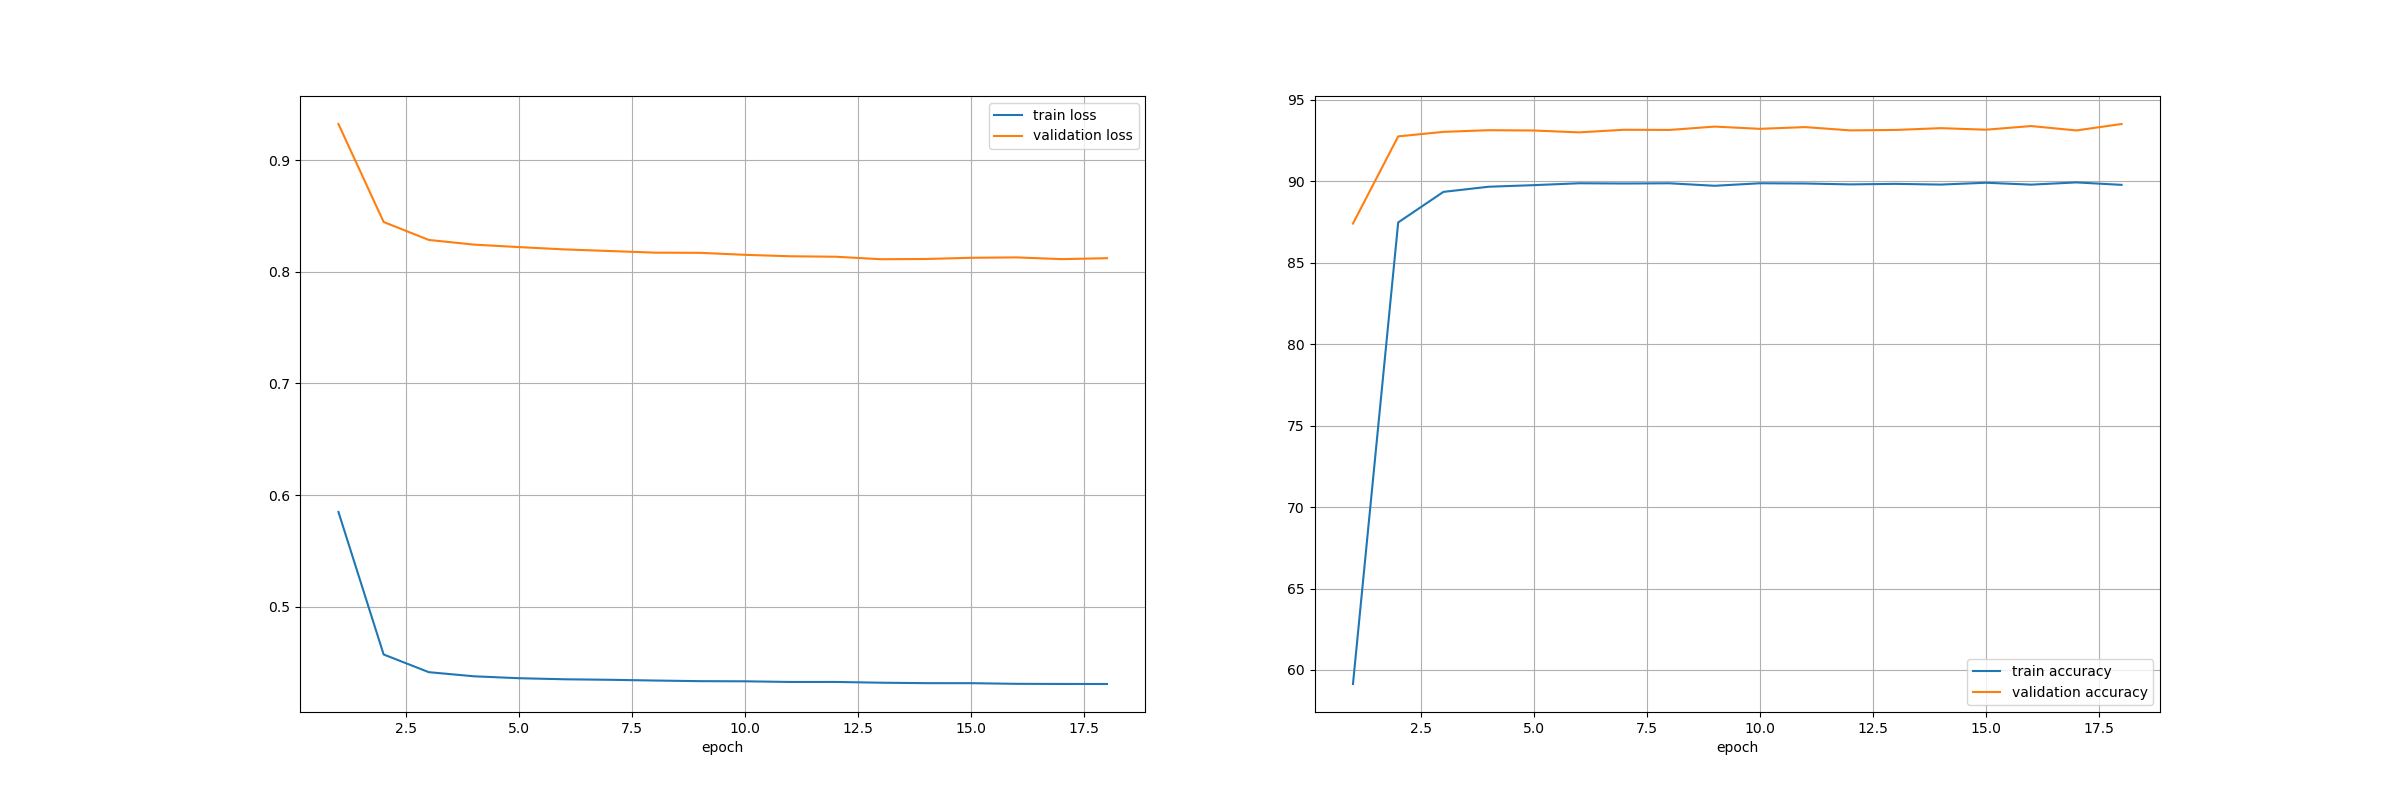 train loss
validation loss
0.9
0.8
0.7
0.6
0.5
2.5 5.0 7.5 10.0 12.5 15.0 17.5
epoch
95
90
85
80
75
70
65
60
train accuracy
validation accuracy
2.5 5.0 7.5 10.0 12.5 15.0 17.5
epoch